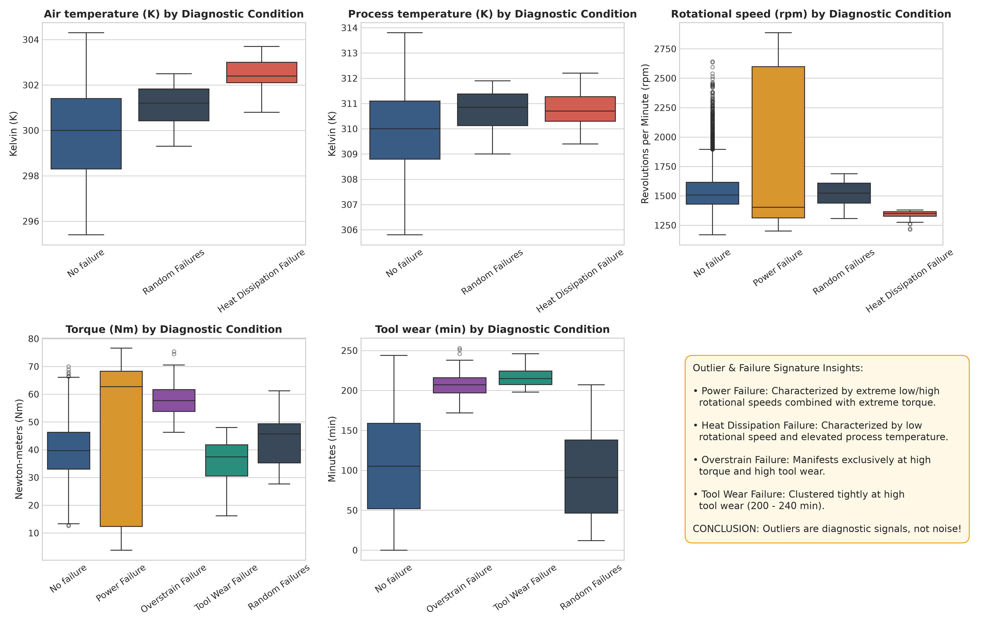 Air temperature (K) by Diagnostic Condition
Kelvin (K)
304
302
300
298
296
No failure
Random Failures
Heat Dissipation Failure
Process temperature (K) by Diagnostic Condition
Kelvin (K)
314
313
312
311
310
309
308
307
306
No failure
Random Failures
Heat Dissipation Failure
Rotational speed (rpm) by Diagnostic Condition
Revolutions per Minute (rpm)
2750
2500
2250
2000
1750
1500
1250
No failure
Power Failure
Random Failures
Heat Dissipation Failure
Torque (Nm) by Diagnostic Condition
Newton-meters (Nm)
80
70
60
50
40
30
20
10
No failure
Power Failure
Overstrain Failure
Tool Wear Failure
Random Failures
Tool wear (min) by Diagnostic Condition
Minutes (min)
250
200
150
100
50
0
No failure
Overstrain Failure
Tool Wear Failure
Random Failures
Outlier & Failure Signature Insights:
• Power Failure: Characterized by extreme low/high
rotational speeds combined with extreme torque.
• Heat Dissipation Failure: Characterized by low
rotational speed and elevated process temperature.
• Overstrain Failure: Manifests exclusively at high
torque and high tool wear.
• Tool Wear Failure: Clustered tightly at high
tool wear (200 - 240 min).
CONCLUSION: Outliers are diagnostic signals, not noise!